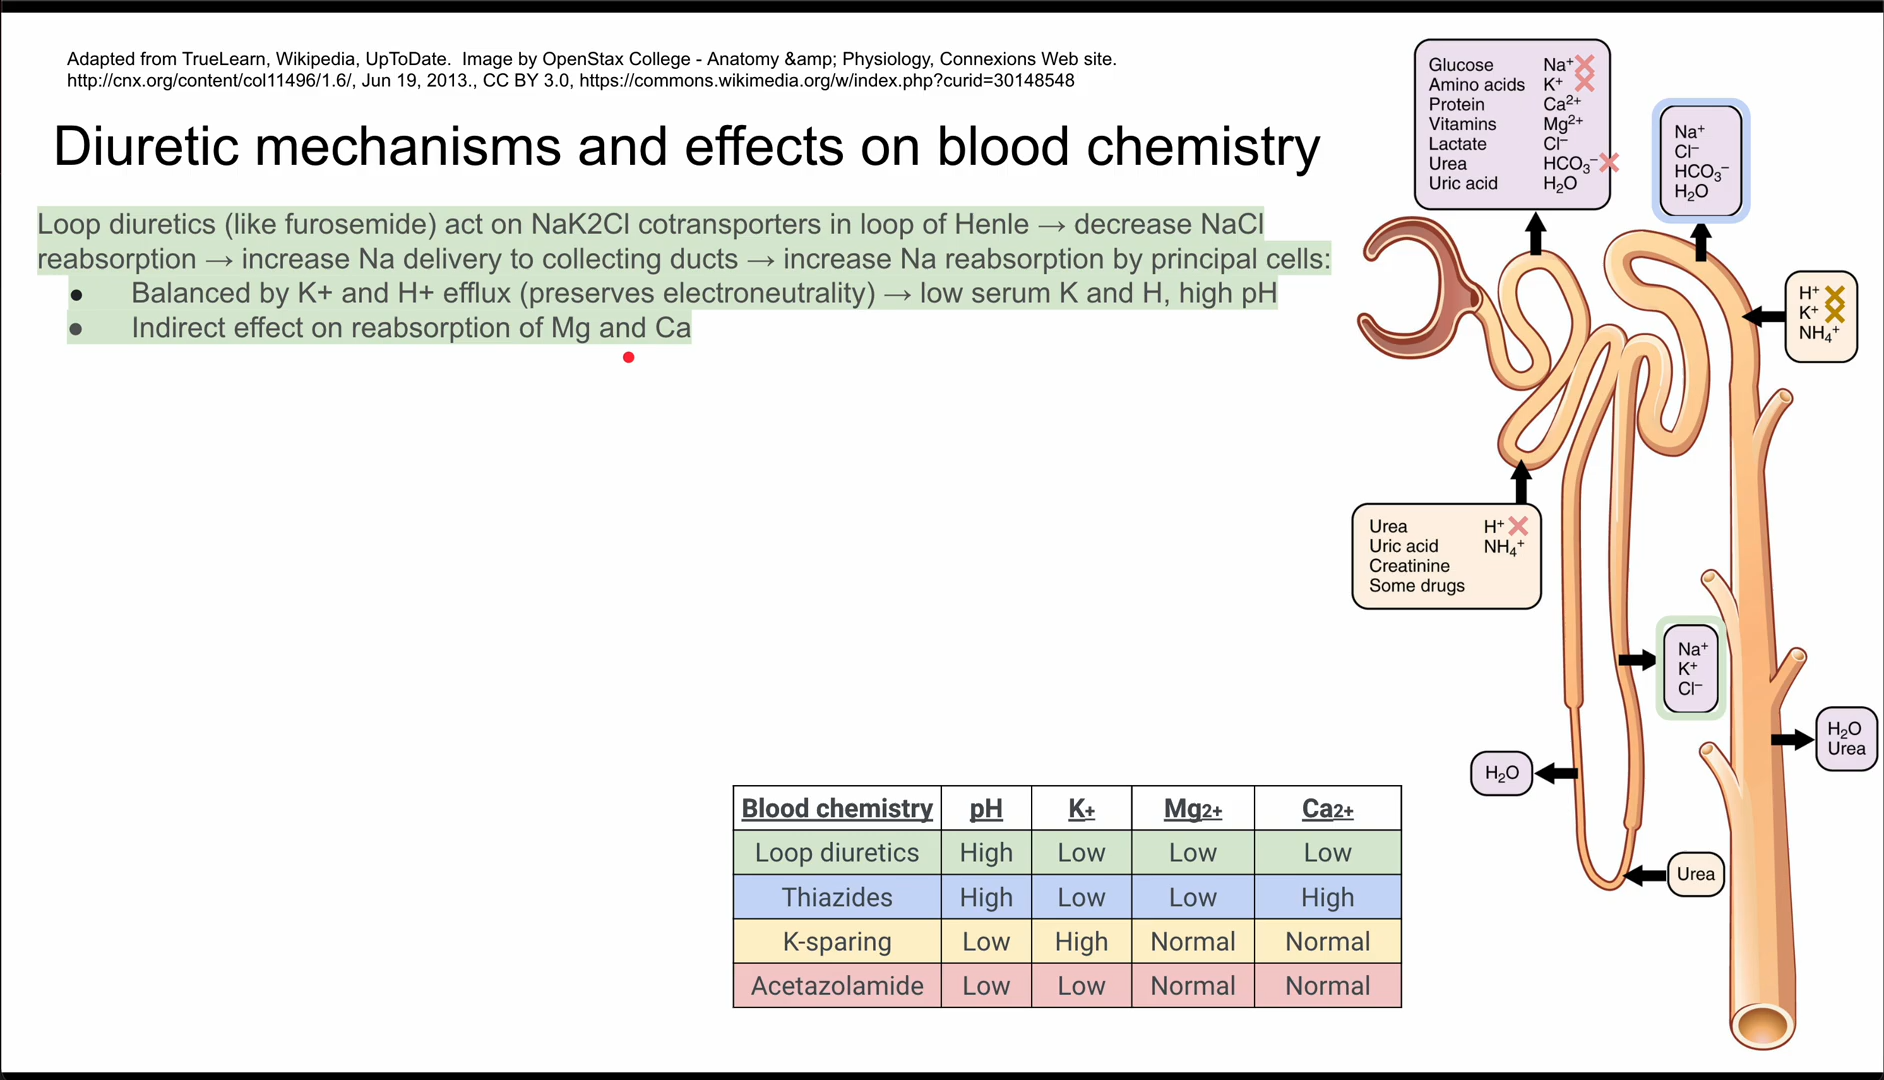 Adapted from TrueLearn, Wikipedia, UpToDate.  Image by OpenStax College - Anatomy &amp; Physiology, Connexions Web site.
http://cnx.org/content/col11496/1.6/, Jun 19, 2013., CC BY 3.0, https://commons.wikimedia.org/w/index.php?curid=30148548
Diuretic mechanisms and effects on blood chemistry
Loop diuretics (like furosemide) act on NaK2Cl cotransporters in loop of Henle → decrease NaCl
reabsorption → increase Na delivery to collecting ducts → increase Na reabsorption by principal cells:
● Balanced by K+ and H+ efflux (preserves electroneutrality) → low serum K and H, high pH
● Indirect effect on reabsorption of Mg and Ca
Glucose Na⁺
Amino acids K⁺
Protein Ca²⁺
Vitamins Mg²⁺
Lactate Cl⁻
Urea HCO₃⁻
Uric acid H₂O
Na⁺
Cl⁻
HCO₃⁻
H₂O
H⁺
K⁺
NH₄⁺
Urea H⁺
Uric acid NH₄⁺
Creatinine
Some drugs
Na⁺
K⁺
Cl⁻
H₂O
Urea
H₂O
Urea
Blood chemistry pH K+ Mg2+ Ca2+
Loop diuretics High Low Low Low
Thiazides High Low Low High
K-sparing Low High Normal Normal
Acetazolamide Low Low Normal Normal